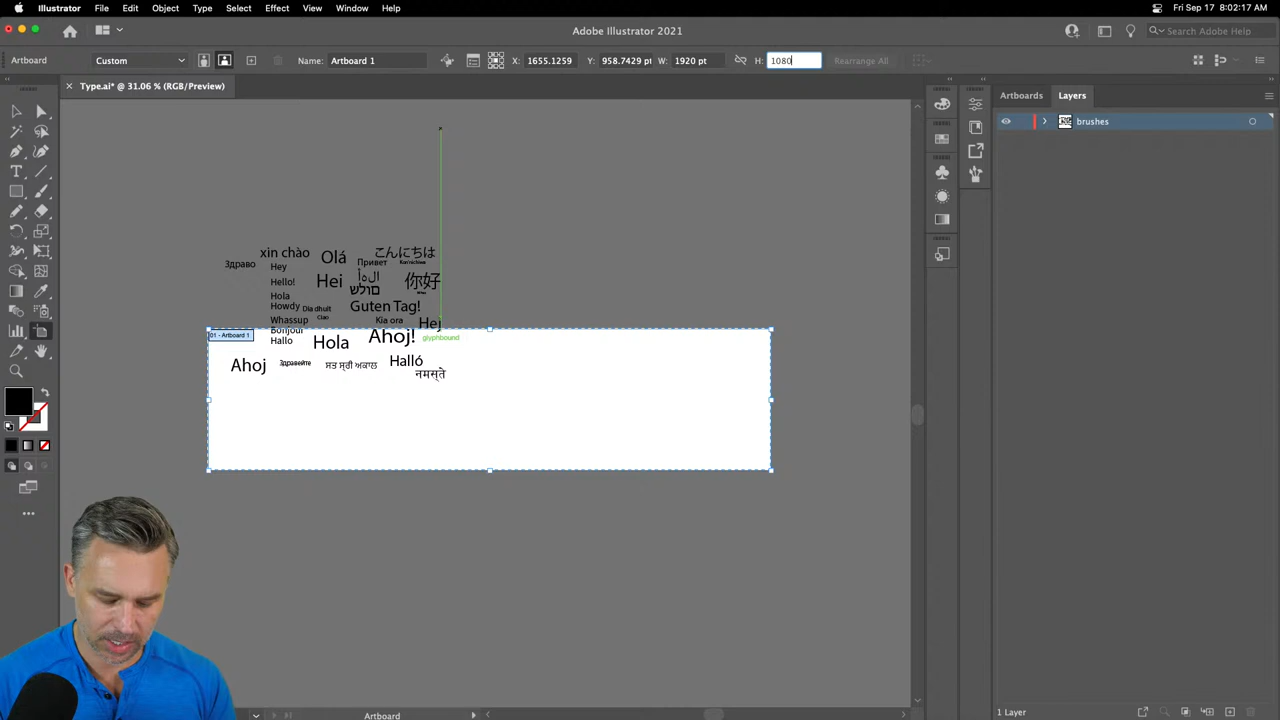 Illustrator File Edit Object Type Select Effect View Window Help Fri Sep 17 8:02:17 AM
Adobe Illustrator 2021 Search Adobe Help
Artboard Custom Name: Artboard 1 X: 1655.1259 Y: 958.7429 pt W: 1920 pt H: 1080 Rearrange All
Type.ai* @ 31.06 % (RGB/Preview)
Artboards Layers
brushes
xin chào Olá こんにちは
Здраво Hey Привет
Hello! Hei 你好
Hola
Howdy Dia dhuit Guten Tag!
Whassup Ciao Kia ora Hej
Bonjour
01 - Artboard 1
Hallo Hola Ahoj! glyphbound
Ahoj Здравейте ਸਤ ਸ੍ਰੀ ਅਕਾਲ Halló
नमस्ते
Artboard
1 Layer